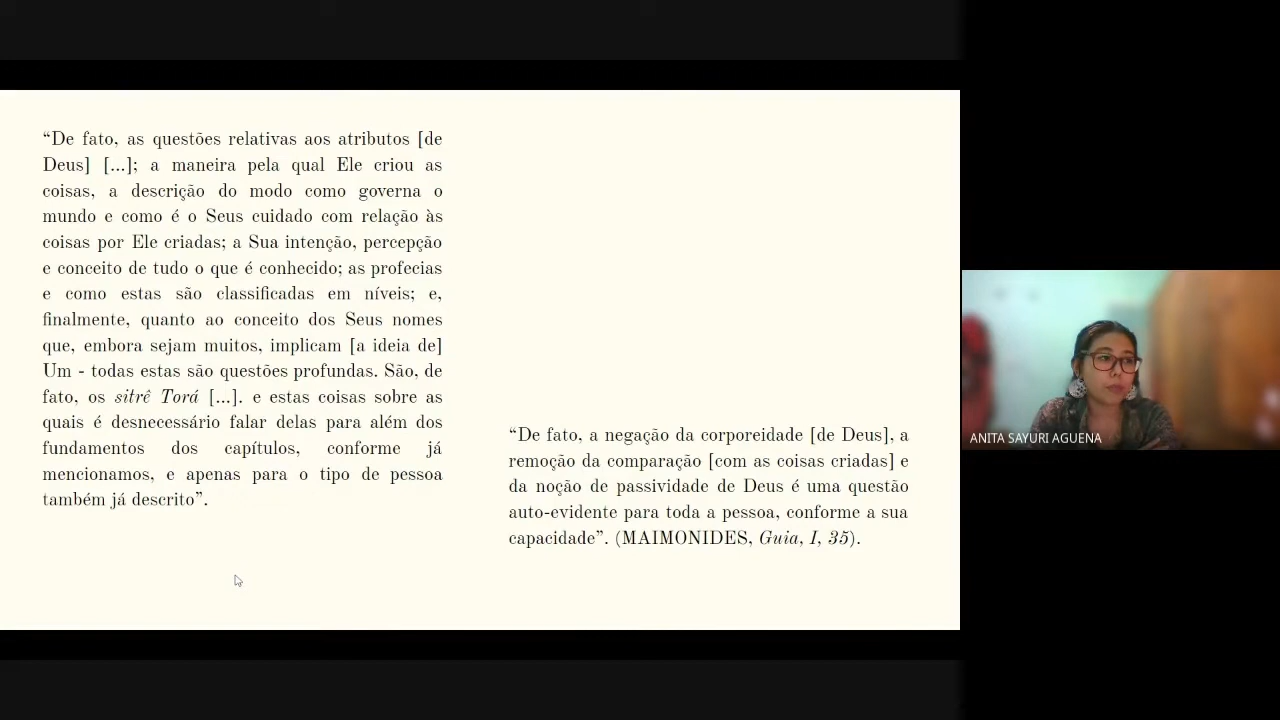 “De fato, as questões relativas aos atributos [de
Deus] [...]; a maneira pela qual Ele criou as
coisas, a descrição do modo como governa o
mundo e como é o Seus cuidado com relação às
coisas por Ele criadas; a Sua intenção, percepção
e conceito de tudo o que é conhecido; as profecias
e como estas são classificadas em níveis; e,
finalmente, quanto ao conceito dos Seus nomes
que, embora sejam muitos, implicam [a ideia de]
Um - todas estas são questões profundas. São, de
fato, os sitrê Torá [...]. e estas coisas sobre as
quais é desnecessário falar delas para além dos
fundamentos dos capítulos, conforme já
mencionamos, e apenas para o tipo de pessoa
também já descrito”.
“De fato, a negação da corporeidade [de Deus], a
remoção da comparação [com as coisas criadas] e
da noção de passividade de Deus é uma questão
auto-evidente para toda a pessoa, conforme a sua
capacidade”. (MAIMONIDES, Guia, I, 35).
ANITA SAYURI AGUENA